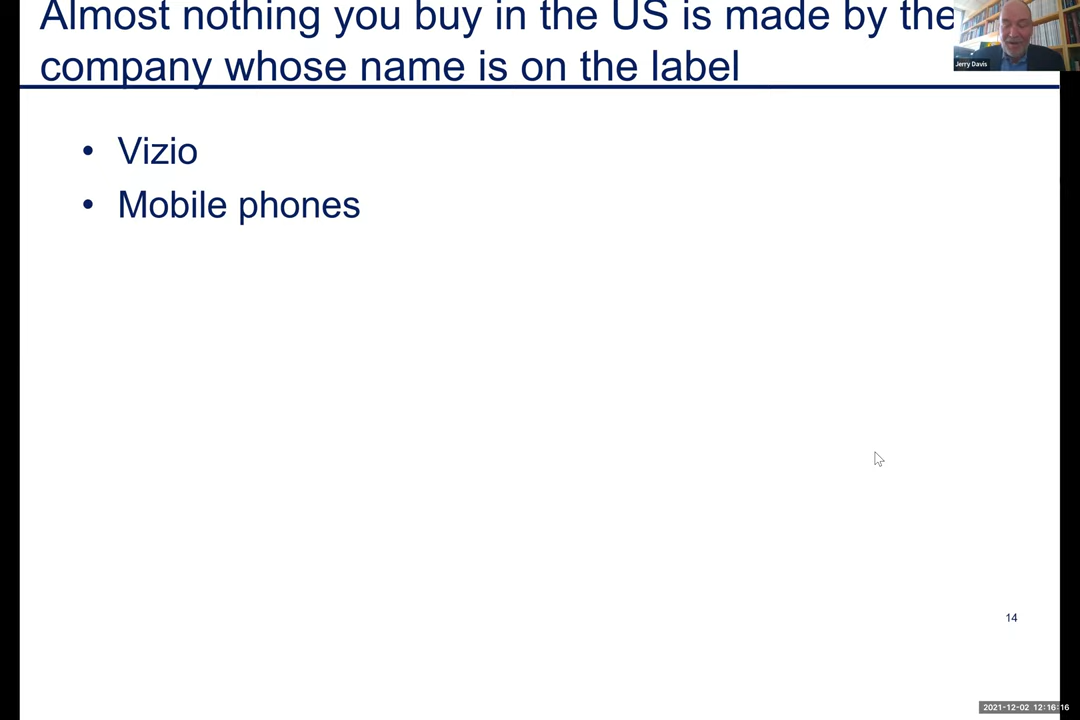 Almost nothing you buy in the US is made by the
company whose name is on the label
Jerry Davis
• Vizio
• Mobile phones
14
2021-12-02 12:16:16